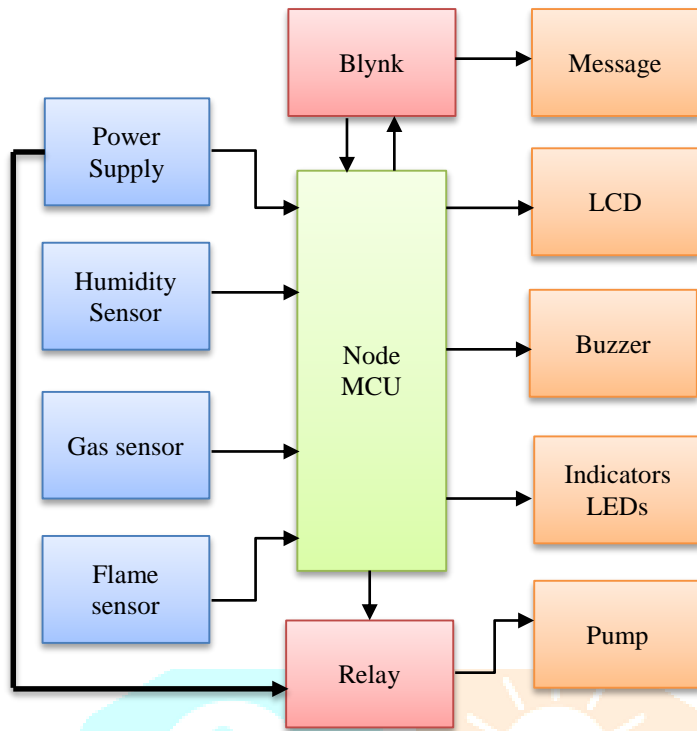 Blynk
Message
Power
Supply
LCD
Humidity
Sensor
Node
MCU
Buzzer
Gas sensor
Indicators
LEDs
Flame
sensor
Relay
Pump